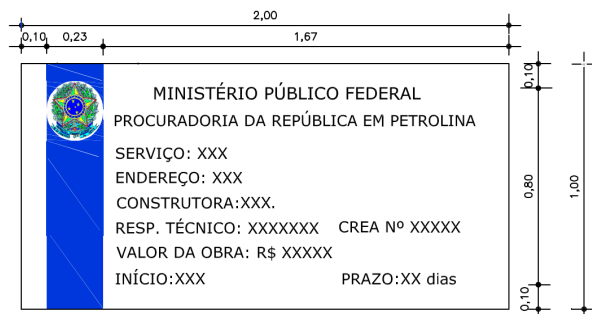 2,00
0,10 0,23 1,67
MINISTÉRIO PÚBLICO FEDERAL
PROCURADORIA DA REPÚBLICA EM PETROLINA
SERVIÇO: XXX
ENDEREÇO: XXX
CONSTRUTORA:XXX.
RESP. TÉCNICO: XXXXXXX CREA Nº XXXXX
VALOR DA OBRA: R$ XXXXX
INÍCIO:XXX PRAZO:XX dias
0,10
0,80
0,10
1,00